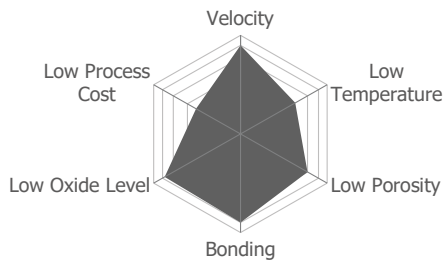 Velocity
Low Process
Cost
Low
Temperature
Low Oxide Level
Low Porosity
Bonding